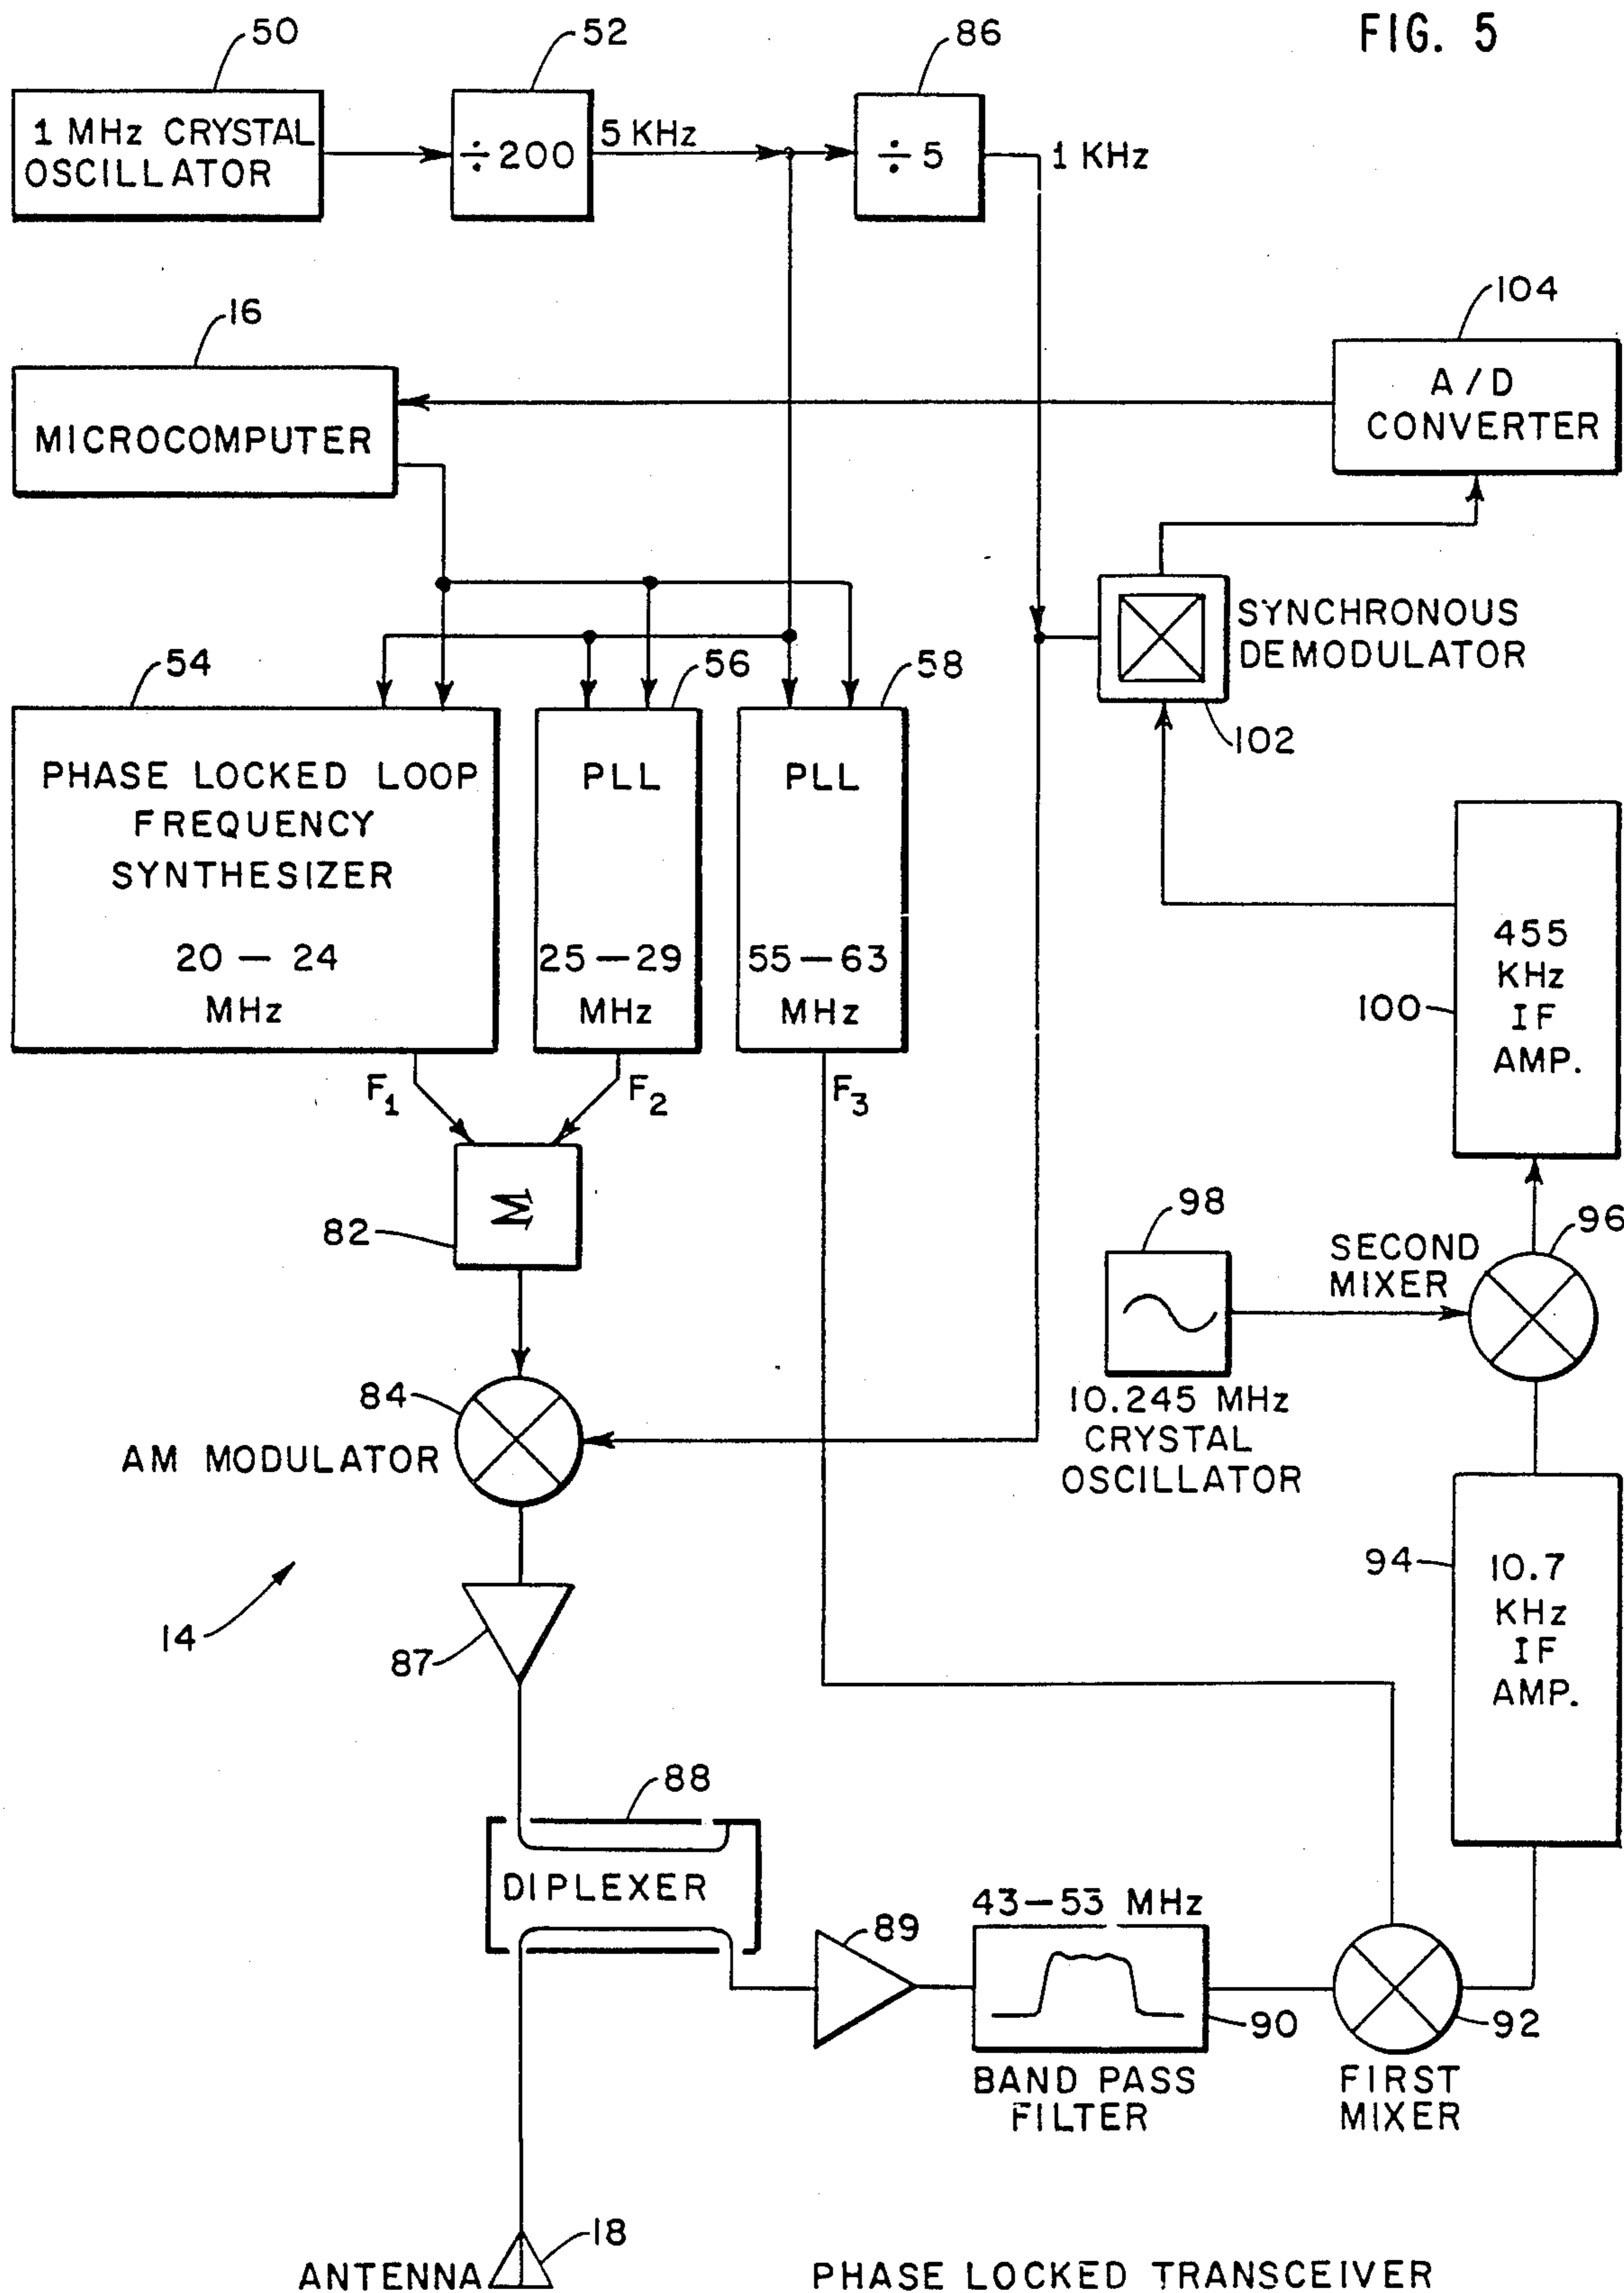 FIG. 5
50
52
86
1 MHz CRYSTAL
OSCILLATOR
÷200
5 KHz
÷5
1 KHz
16
104
MICROCOMPUTER
A/D
CONVERTER
SYNCHRONOUS
DEMODULATOR
102
54
56
58
PHASE LOCKED LOOP
FREQUENCY
SYNTHESIZER
20 — 24
MHz
PLL
25—29
MHz
PLL
55—63
MHz
455
KHz
IF
AMP.
100
F1
F2
F3
M
82
98
SECOND
MIXER
96
84
AM MODULATOR
10.245 MHz
CRYSTAL
OSCILLATOR
94
10.7
KHz
IF
AMP.
14
87
88
DIPLEXER
89
43—53 MHz
90
BAND PASS
FILTER
92
FIRST
MIXER
18
ANTENNA
PHASE LOCKED TRANSCEIVER